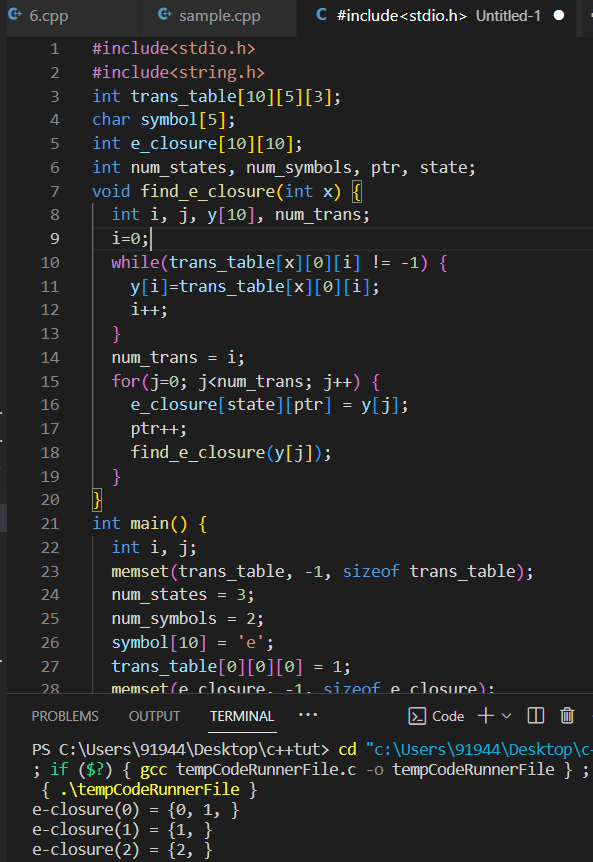 6.cpp sample.cpp C #include<stdio.h> Untitled-1
1 #include<stdio.h>
2 #include<string.h>
3 int trans_table[10][5][3];
4 char symbol[5];
5 int e_closure[10][10];
6 int num_states, num_symbols, ptr, state;
7 void find_e_closure(int x) {
8 int i, j, y[10], num_trans;
9 i=0;
10 while(trans_table[x][0][i] != -1) {
11 y[i]=trans_table[x][0][i];
12 i++;
13 }
14 num_trans = i;
15 for(j=0; j<num_trans; j++) {
16 e_closure[state][ptr] = y[j];
17 ptr++;
18 find_e_closure(y[j]);
19 }
20 }
21 int main() {
22 int i, j;
23 memset(trans_table, -1, sizeof trans_table);
24 num_states = 3;
25 num_symbols = 2;
26 symbol[10] = 'e';
27 trans_table[0][0][0] = 1;
28 memset(e_closure, -1, sizeof e_closure);
PROBLEMS OUTPUT TERMINAL ... Code
PS C:\Users\91944\Desktop\c++tut> cd "c:\Users\91944\Desktop\c+
; if ($?) { gcc tempCodeRunnerFile.c -o tempCodeRunnerFile } ;
{ .\tempCodeRunnerFile }
e-closure(0) = {0, 1, }
e-closure(1) = {1, }
e-closure(2) = {2, }